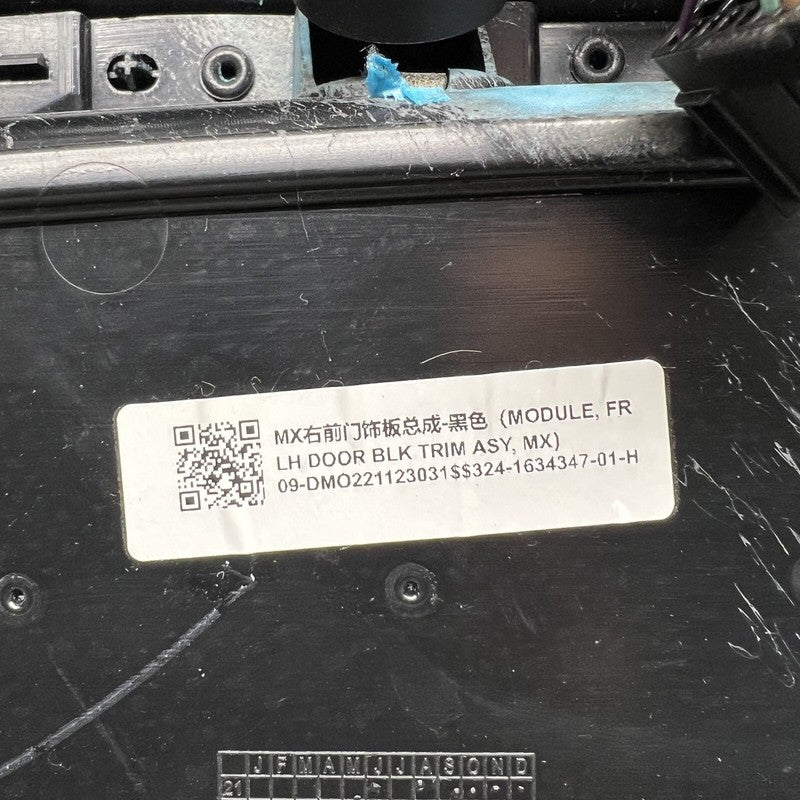 MX右前门饰板总成-黑色（MODULE, FR
LH DOOR BLK TRIM ASY, MX)
09-DMO221123031$$324-1634347-01-H
J F M A M J J A S O N D
21